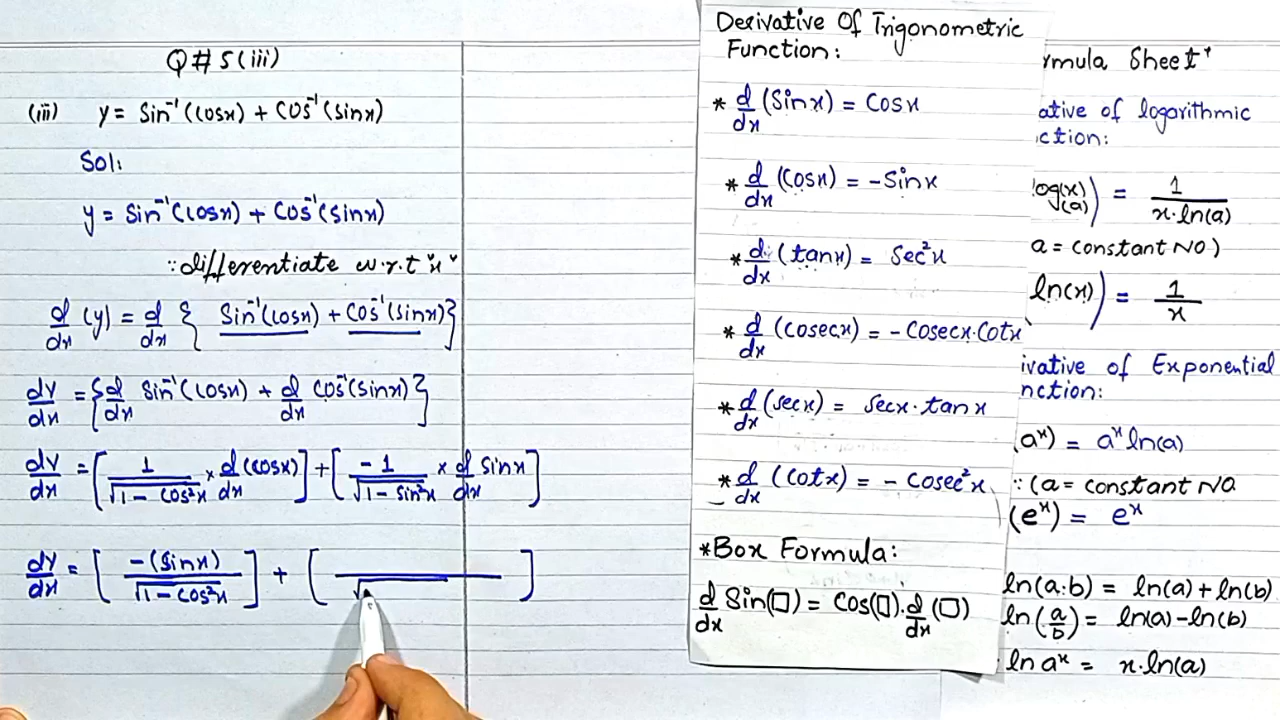 Q # 5 (iii)
(iii) y = Sin⁻¹(cosx) + Cos⁻¹(sinx)
Sol:
y = Sin⁻¹(cosx) + Cos⁻¹(sinx)
∵ differentiate w.r.t "x"
d/dx (y) = d/dx { Sin⁻¹(cosx) + Cos⁻¹(sinx) }
dy/dx = { d/dx Sin⁻¹(cosx) + d/dx Cos⁻¹(sinx) }
dy/dx = [ 1/√(1 - cos²x) × d/dx (cosx) ] + [ -1/√(1 - sin²x) × d/dx sinx ]
dy/dx = [ -(sinx)/√(1 - cos²x) ] + [ ]
Derivative Of Trigonometric
Function:
* d/dx (sinx) = Cosx
* d/dx (cosx) = -Sinx
* d/dx (tanx) = Sec²x
* d/dx (cosecx) = - Cosecx·Cotx
* d/dx (secx) = Secx·tanx
* d/dx (cotx) = - Cosec²x
*Box Formula:
d/dx Sin(□) = Cos(□)·d/dx (□)
rmula Sheet
ative of logarithmic
ction:
log(x)/(a)) = 1/(x·ln(a))
a = constant NO)
ln(x)) = 1/x
ivative of Exponential
nction:
(aˣ) = aˣ ln(a)
∵ (a = constant NO
(eˣ) = eˣ
ln(a·b) = ln(a) + ln(b)
ln(a/b) = ln(a) - ln(b)
ln aˣ = x·ln(a)